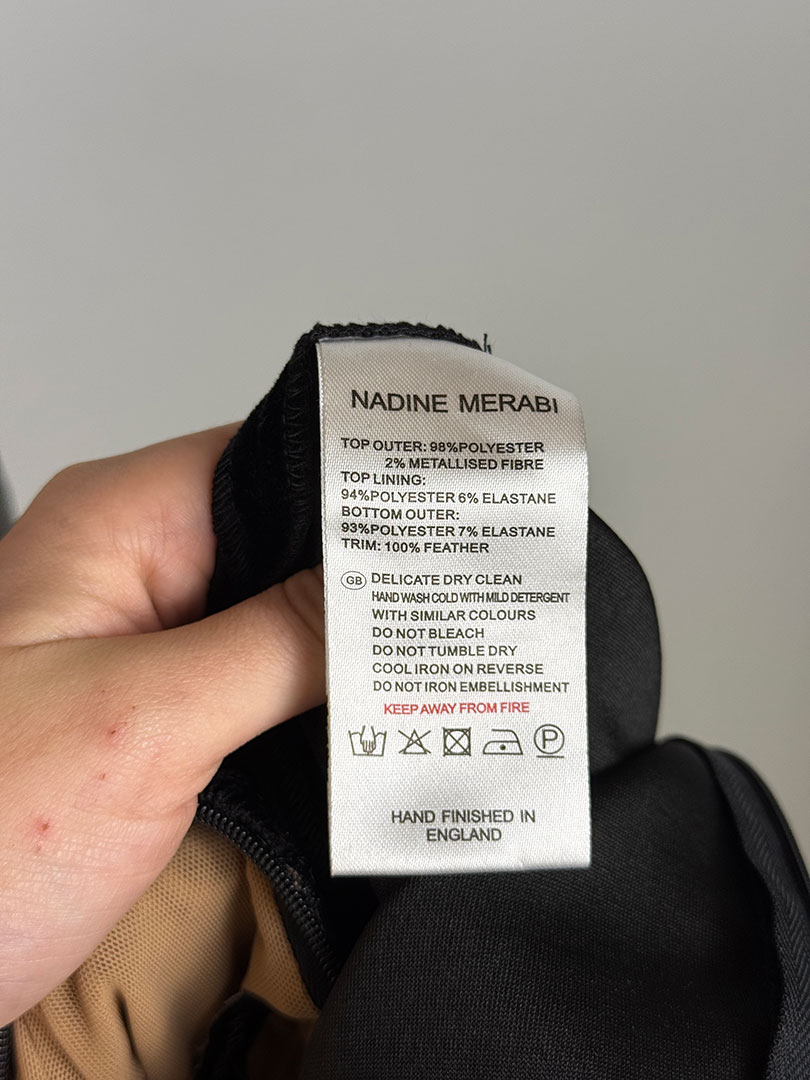 NADINE MERABI
TOP OUTER: 98%POLYESTER
2% METALLISED FIBRE
TOP LINING:
94%POLYESTER 6% ELASTANE
BOTTOM OUTER:
93%POLYESTER 7% ELASTANE
TRIM: 100% FEATHER
GB DELICATE DRY CLEAN
HAND WASH COLD WITH MILD DETERGENT
WITH SIMILAR COLOURS
DO NOT BLEACH
DO NOT TUMBLE DRY
COOL IRON ON REVERSE
DO NOT IRON EMBELLISHMENT
KEEP AWAY FROM FIRE
P
HAND FINISHED IN
ENGLAND